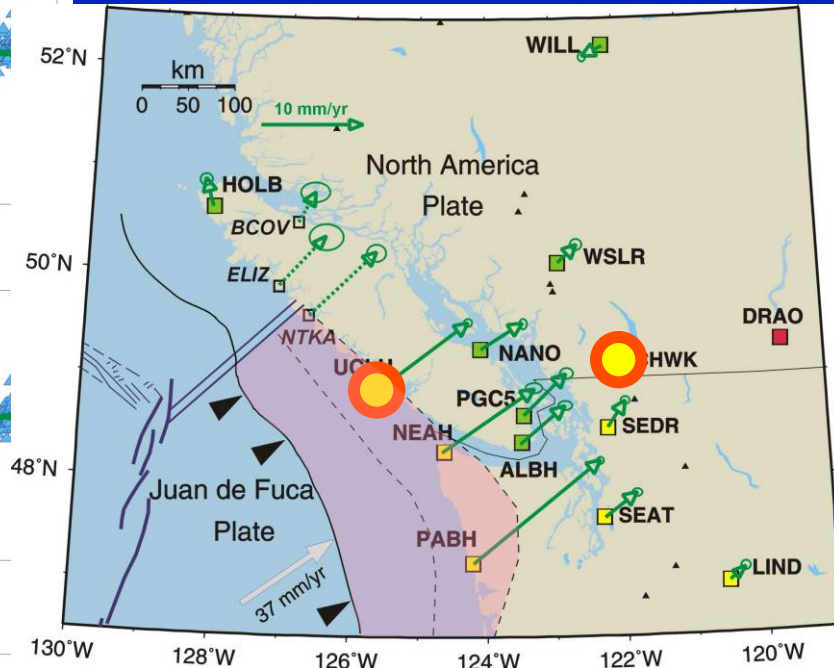 WILL
52°N
km
0 50 100
10 mm/yr
North America
Plate
HOLB
BCOV
WSLR
50°N
ELIZ
DRAO
NTKA
NANO
PGC5
SEDR
NEAH
ALBH
48°N
Juan de Fuca
Plate
SEAT
PABH
LIND
37 mm/yr
130°W
128°W
126°W
124°W
122°W
120°W